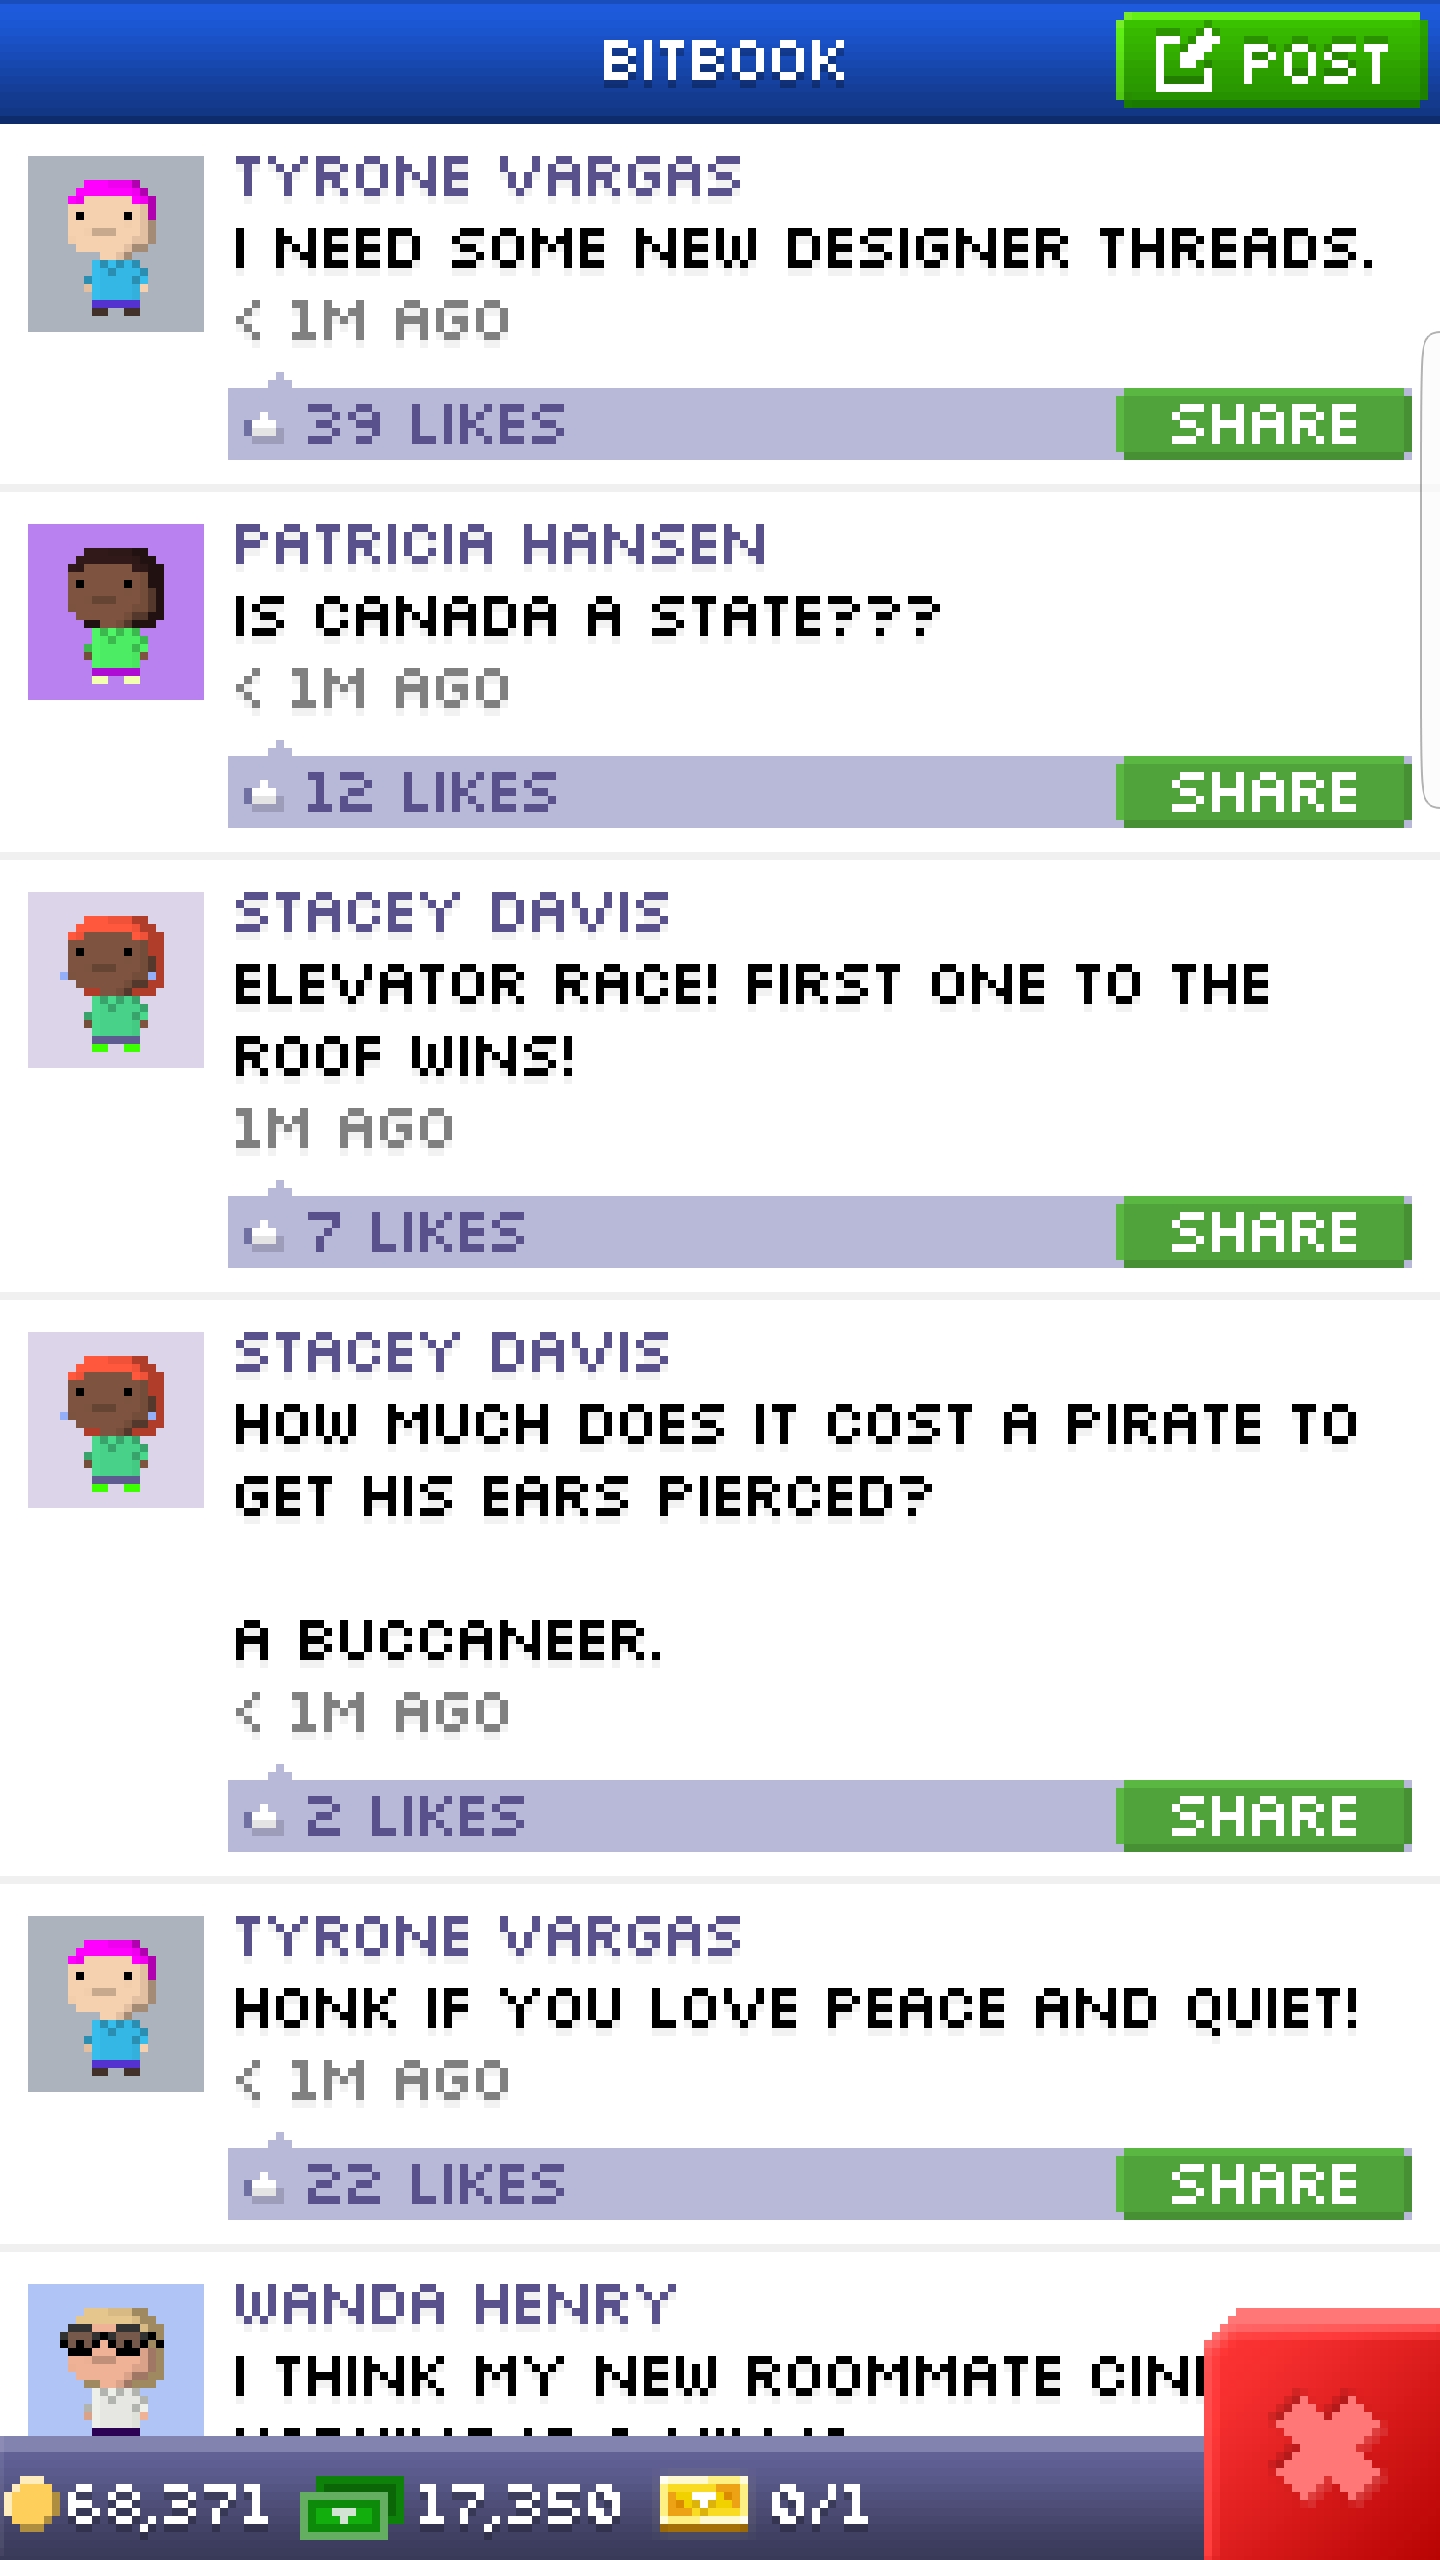 BITBOOK
POST
TYRONE VARGAS
I NEED SOME NEW DESIGNER THREADS.
< 1M AGO
39 LIKES
SHARE
PATRICIA HANSEN
IS CANADA A STATE???
< 1M AGO
12 LIKES
SHARE
STACEY DAVIS
ELEVATOR RACE! FIRST ONE TO THE
ROOF WINS!
1M AGO
7 LIKES
SHARE
STACEY DAVIS
HOW MUCH DOES IT COST A PIRATE TO
GET HIS EARS PIERCED?
A BUCCANEER.
< 1M AGO
2 LIKES
SHARE
TYRONE VARGAS
HONK IF YOU LOVE PEACE AND QUIET!
< 1M AGO
22 LIKES
SHARE
WANDA HENRY
I THINK MY NEW ROOMMATE
68,371
17,350
0/1